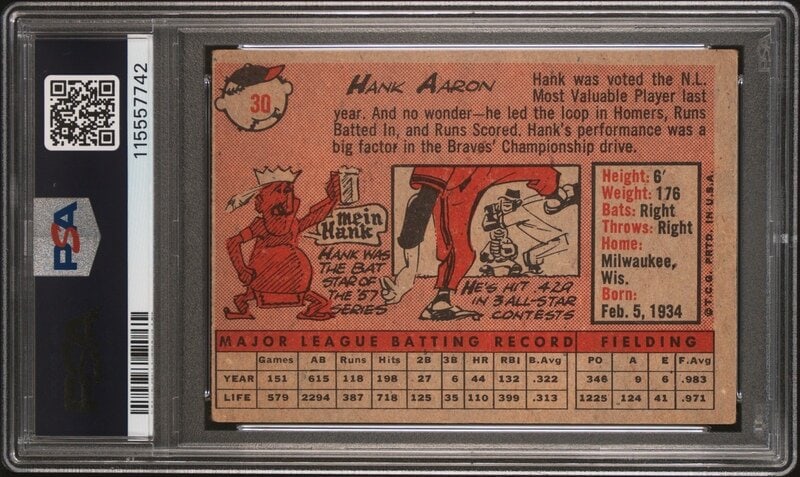 115557742
PSA
30
HANK AARON
Hank was voted the N.L.
Most Valuable Player last
year. And no wonder—he led the loop in Homers, Runs
Batted In, and Runs Scored. Hank's performance was a
big factor in the Braves' Championship drive.
mein
Hank
HANK WAS
THE BAT
STAR OF
THE '57
SERIES
HE'S HIT .429
IN 3 ALL-STAR
CONTESTS
Height: 6'
Weight: 176
Bats: Right
Throws: Right
Home:
Milwaukee,
Wis.
Born:
Feb. 5, 1934
©T.C.G. PRTD. IN U.S.A.
MAJOR LEAGUE BATTING RECORD FIELDING
Games AB Runs Hits 2B 3B HR RBI B.Avg PO A E F.Avg
YEAR 151 615 118 198 27 6 44 132 .322 346 9 6 .983
LIFE 579 2294 387 718 125 35 110 399 .313 1225 124 41 .971